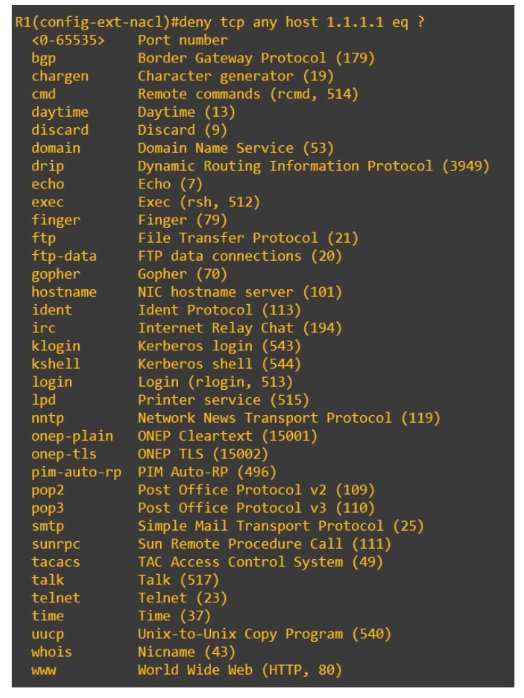 R1(config-ext-nacl)#deny tcp any host 1.1.1.1 eq ?
<0-65535> Port number
bgp Border Gateway Protocol (179)
chargen Character generator (19)
cmd Remote commands (rcmd, 514)
daytime Daytime (13)
discard Discard (9)
domain Domain Name Service (53)
drip Dynamic Routing Information Protocol (3949)
echo Echo (7)
exec Exec (rsh, 512)
finger Finger (79)
ftp File Transfer Protocol (21)
ftp-data FTP data connections (20)
gopher Gopher (70)
hostname NIC hostname server (101)
ident Ident Protocol (113)
irc Internet Relay Chat (194)
klogin Kerberos login (543)
kshell Kerberos shell (544)
login Login (rlogin, 513)
lpd Printer service (515)
nntp Network News Transport Protocol (119)
onep-plain ONEP Cleartext (15001)
onep-tls ONEP TLS (15002)
pim-auto-rp PIM Auto-RP (496)
pop2 Post Office Protocol v2 (109)
pop3 Post Office Protocol v3 (110)
smtp Simple Mail Transport Protocol (25)
sunrpc Sun Remote Procedure Call (111)
tacacs TAC Access Control System (49)
talk Talk (517)
telnet Telnet (23)
time Time (37)
uucp Unix-to-Unix Copy Program (540)
whois Nicname (43)
www World Wide Web (HTTP, 80)